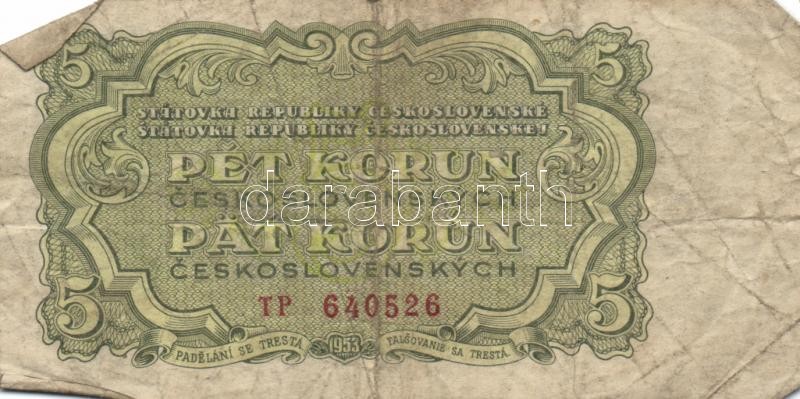 5 5
STÁTOVKA REPUBLIKY ČESKOSLOVENSKÉ
ŠTÁTOVKA REPUBLIKY ČESKOSLOVENSKEJ
PĚT KORUN
ČESKOSLOVENSKÝCH
darabanth
PÄT KORÚN
ČESKOSLOVENSKÝCH
TP 640526
5 5
PADĚLÁNÍ SE TRESTÁ 1953 FALŠOVANIE SA TRESTÁ